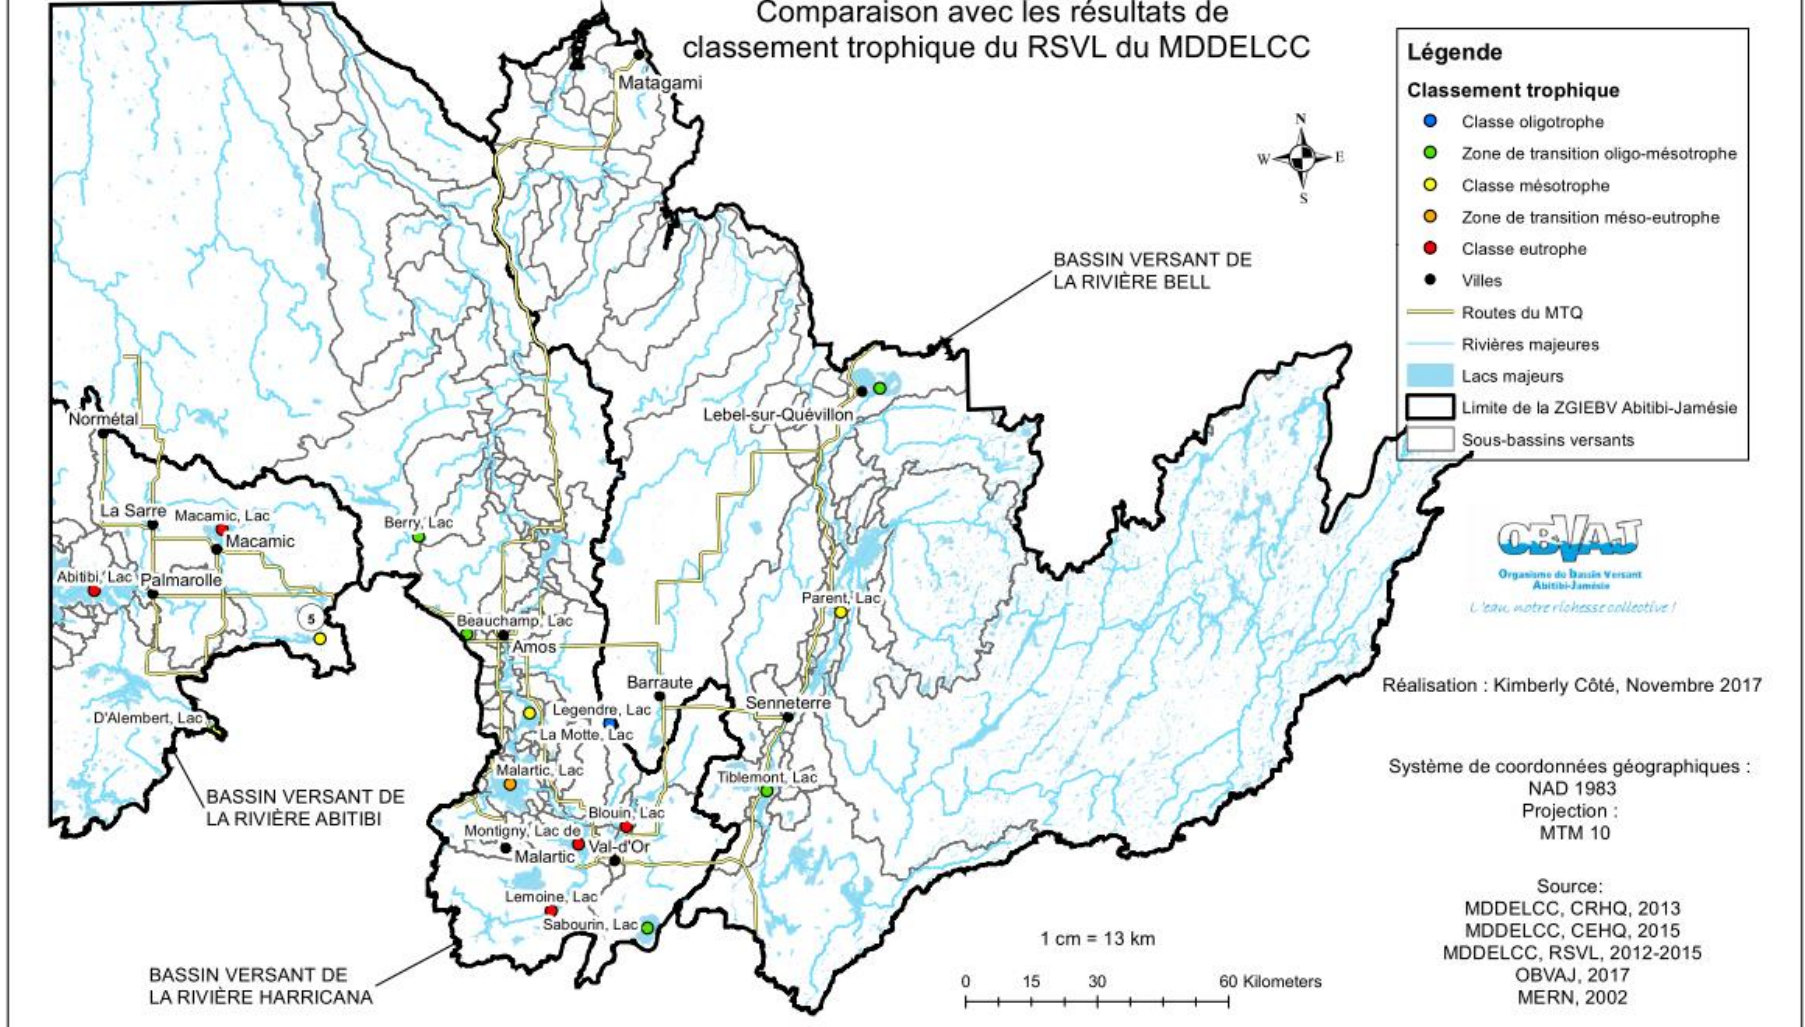 Comparaison avec les résultats de
classement trophique du RSVL du MDDELCC
Légende
Classement trophique
Classe oligotrophe
Zone de transition oligo-mésotrophe
Classe mésotrophe
Zone de transition méso-eutrophe
Classe eutrophe
Villes
Routes du MTQ
Rivières majeures
Lacs majeurs
Limite de la ZGIEBV Abitibi-Jamésie
Sous-bassins versants
N
W
E
S
Matagami
BASSIN VERSANT DE
LA RIVIÈRE BELL
Lebel-sur-Quévillon
Normétal
La Sarre
Macamic, Lac
Macamic
Berry, Lac
Abitibi, Lac
Palmarolle
5
Beauchamp, Lac
Amos
Parent, Lac
Barraute
Senneterre
Legendre, Lac
La Motte, Lac
D'Alembert, Lac
Malartic, Lac
Tiblemont, Lac
Blouin, Lac
Montigny, Lac de
Malartic
Val-d'Or
Lemoine, Lac
Sabourin, Lac
BASSIN VERSANT DE
LA RIVIÈRE ABITIBI
BASSIN VERSANT DE
LA RIVIÈRE HARRICANA
OBVAJ
Organisme du Bassin Versant
Abitibi-Jamésie
L'eau, notre richesse collective !
Réalisation : Kimberly Côté, Novembre 2017
Système de coordonnées géographiques :
NAD 1983
Projection :
MTM 10
Source:
MDDELCC, CRHQ, 2013
MDDELCC, CEHQ, 2015
MDDELCC, RSVL, 2012-2015
OBVAJ, 2017
MERN, 2002
1 cm = 13 km
0 15 30 60 Kilometers